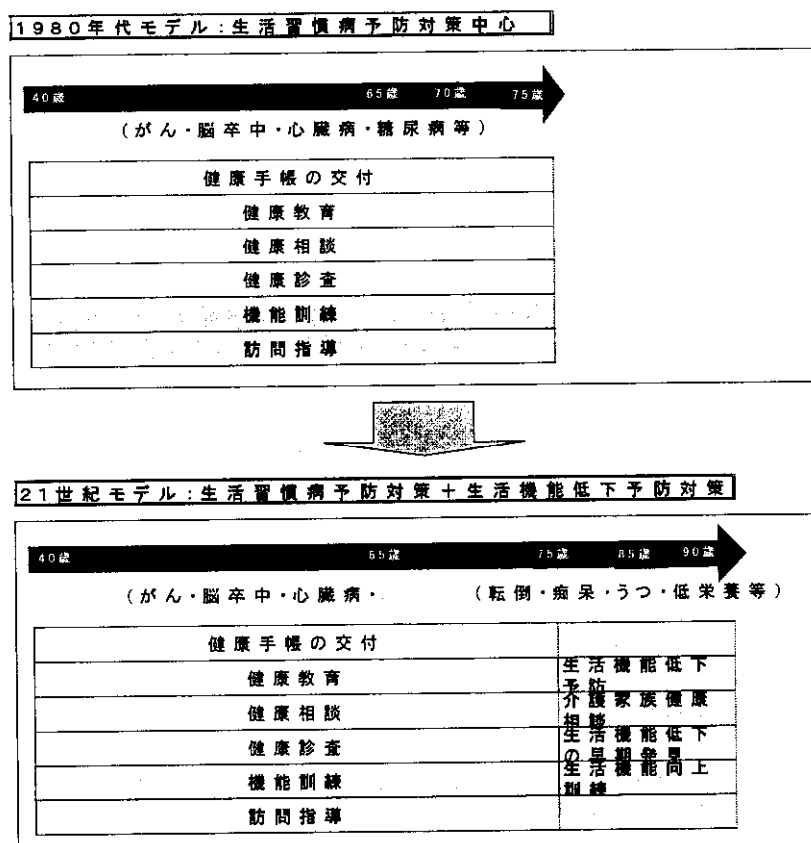 1980年代モデル:生活習慣病予防対策中心
40歳 65歳 70歳 75歳
(がん・脳卒中・心臓病・糖尿病等)
健康手帳の交付
健康教育
健康相談
健康診査
機能訓練
訪問指導
21世紀モデル:生活習慣病予防対策+生活機能低下予防対策
40歳 65歳 75歳 85歳 90歳
(がん・脳卒中・心臓病・ (転倒・痴呆・うつ・低栄養等)
健康手帳の交付
健康教育
生活機能低下
予防
健康相談
介護家族健康
相談
健康診査
生活機能低下
の早期発見
機能訓練
生活機能向上
訓練
訪問指導